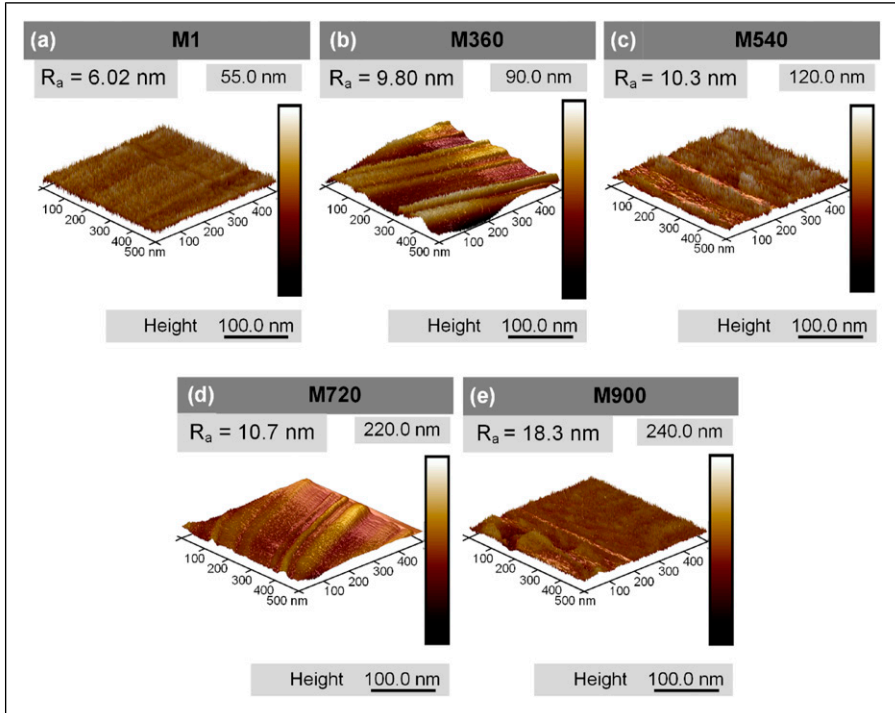 (a) M1
Rₐ = 6.02 nm 55.0 nm
100 200 300 400 500 nm
100 200 300 400
Height 100.0 nm
(b) M360
Rₐ = 9.80 nm 90.0 nm
100 200 300 400 500 nm
100 200 300 400
Height 100.0 nm
(c) M540
Rₐ = 10.3 nm 120.0 nm
100 200 300 400 500 nm
100 200 300 400
Height 100.0 nm
(d) M720
Rₐ = 10.7 nm 220.0 nm
100 200 300 400 500 nm
100 200 300 400
Height 100.0 nm
(e) M900
Rₐ = 18.3 nm 240.0 nm
100 200 300 400 500 nm
100 200 300 400
Height 100.0 nm